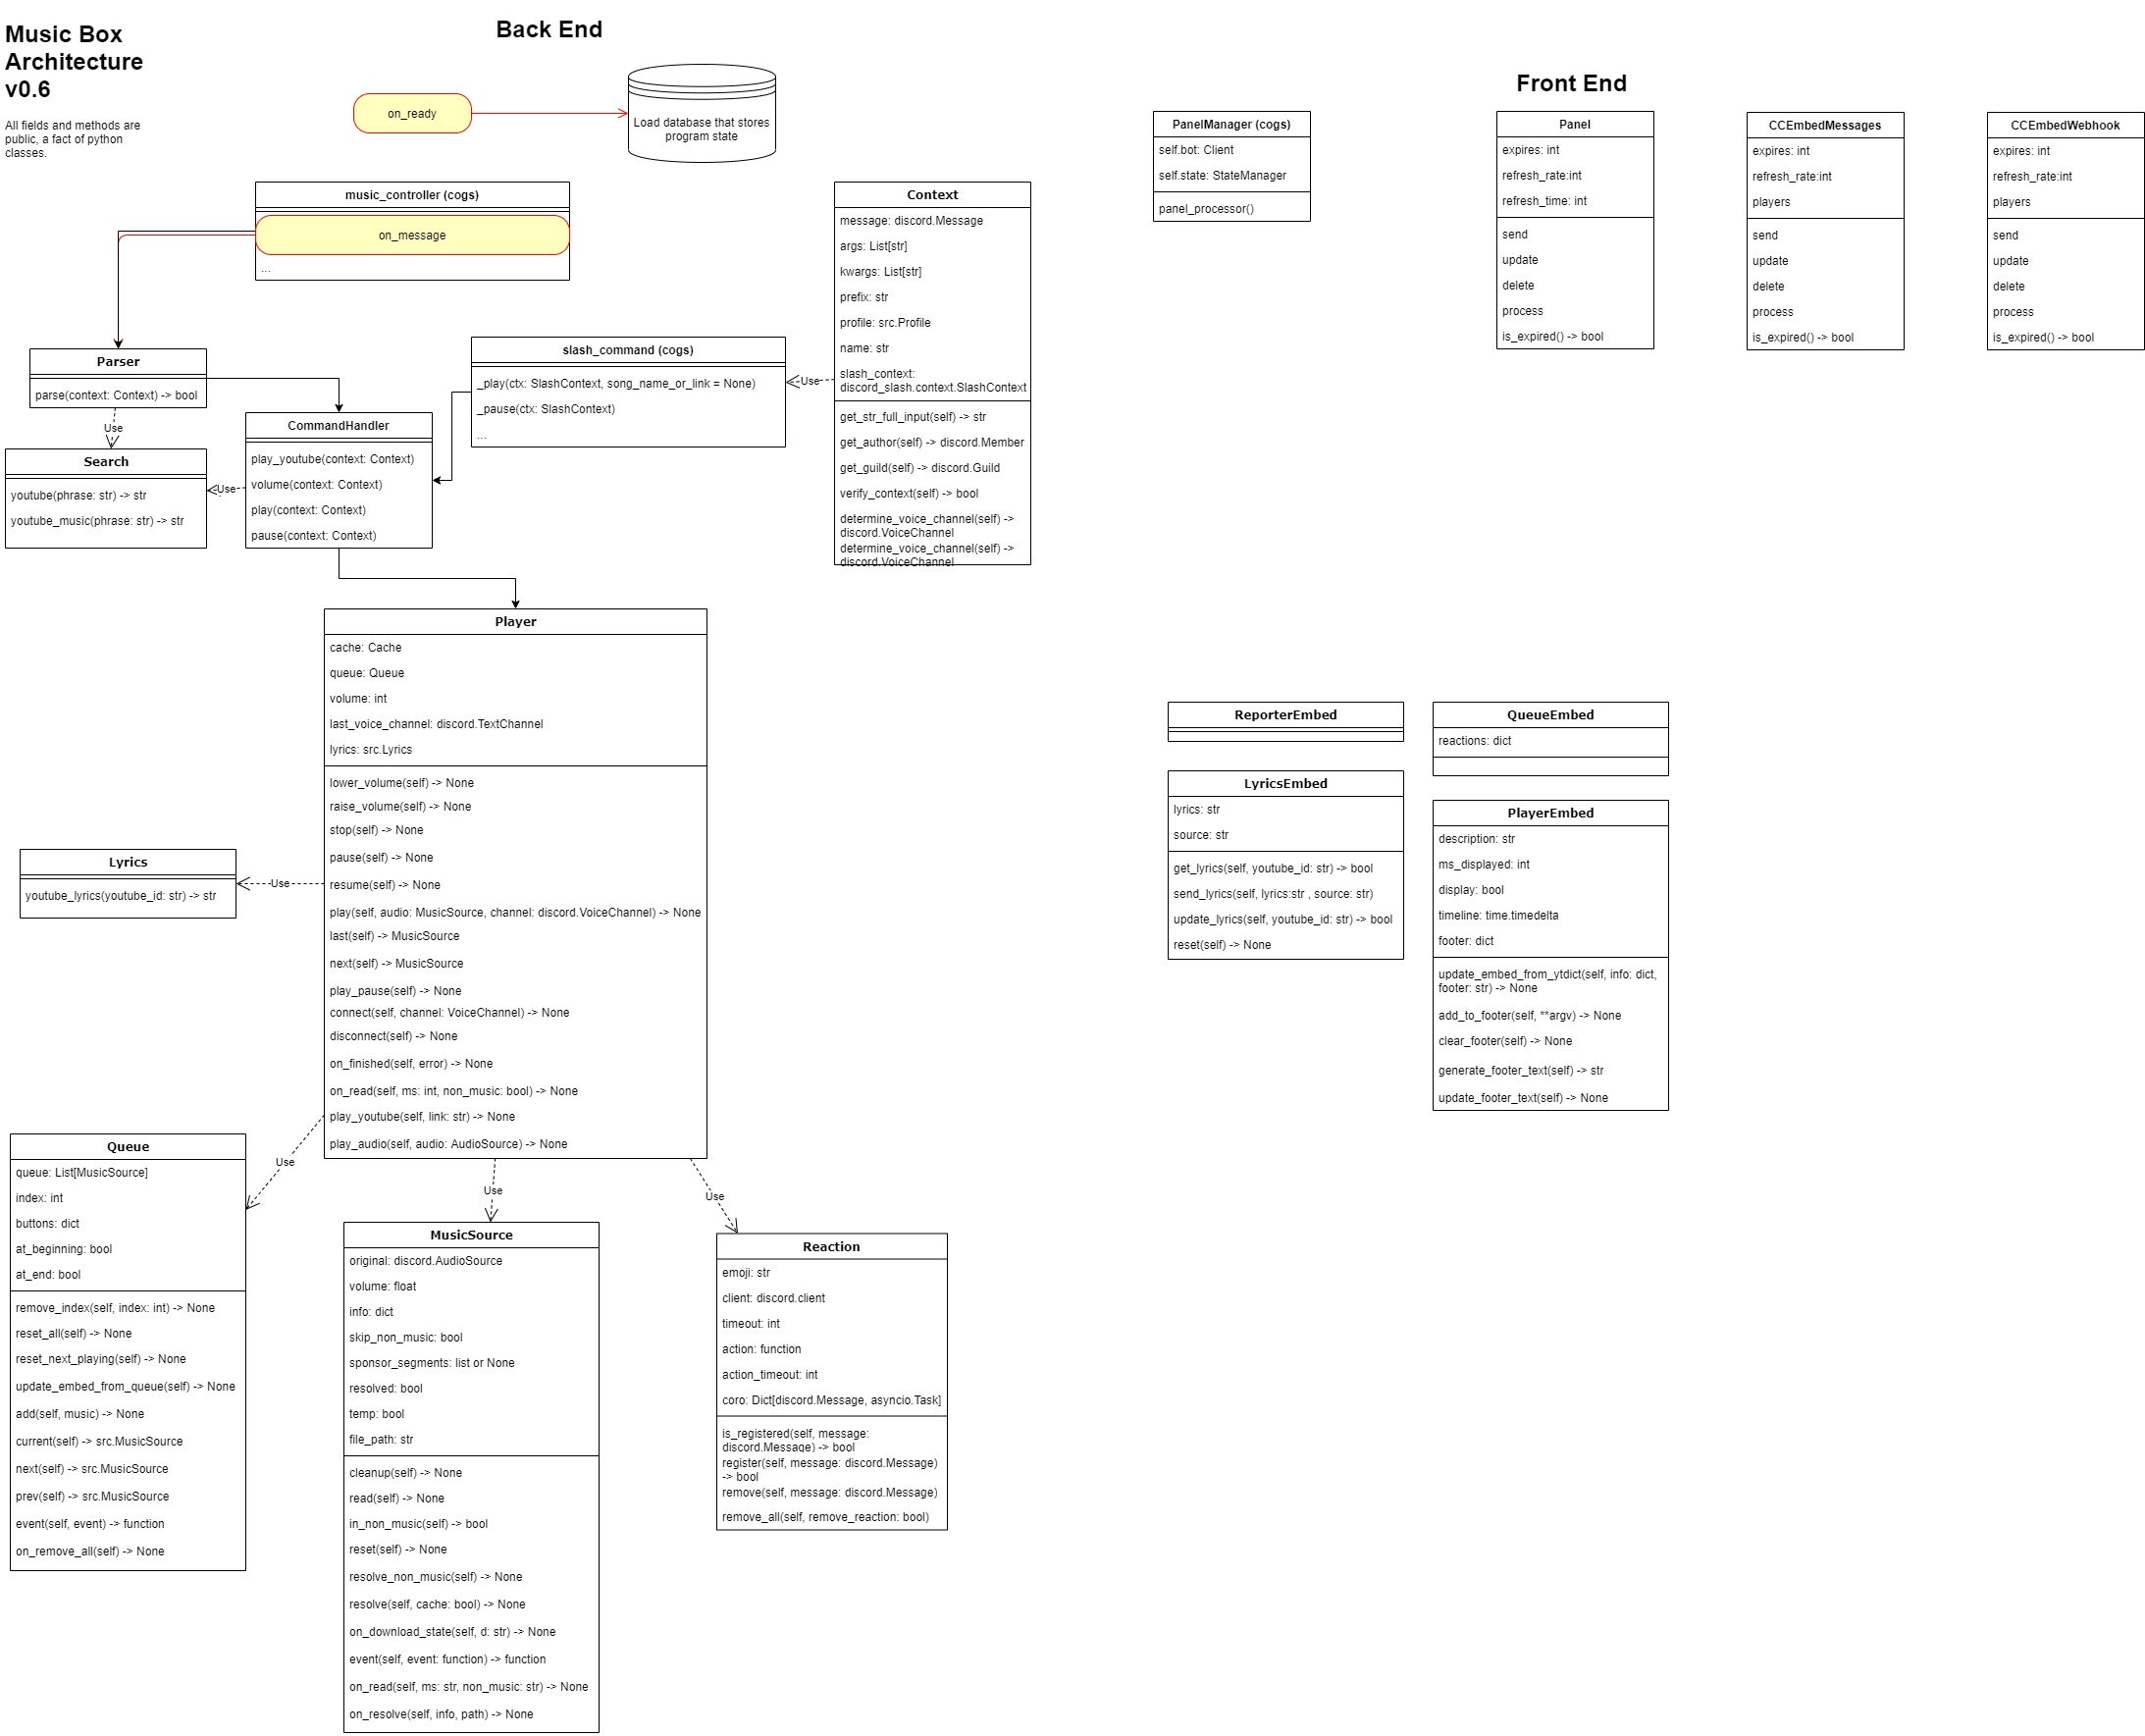 Music Box
Architecture
v0.6
All fields and methods are
public, a fact of python
classes.
Back End
on_ready
Load database that stores
program state
music_controller (cogs)
on_message
...
Parser
parse(context: Context) -> bool
Use
Search
youtube(phrase: str) -> str
youtube_music(phrase: str) -> str
Use
CommandHandler
play_youtube(context: Context)
volume(context: Context)
play(context: Context)
pause(context: Context)
slash_command (cogs)
_play(ctx: SlashContext, song_name_or_link = None)
_pause(ctx: SlashContext)
...
Use
Context
message: discord.Message
args: List[str]
kwargs: List[str]
prefix: str
profile: src.Profile
name: str
slash_context:
discord_slash.context.SlashContext
get_str_full_input(self) -> str
get_author(self) -> discord.Member
get_guild(self) -> discord.Guild
verify_context(self) -> bool
determine_voice_channel(self) ->
discord.VoiceChannel
determine_voice_channel(self) ->
discord.VoiceChannel
Player
cache: Cache
queue: Queue
volume: int
last_voice_channel: discord.TextChannel
lyrics: src.Lyrics
lower_volume(self) -> None
raise_volume(self) -> None
stop(self) -> None
pause(self) -> None
resume(self) -> None
play(self, audio: MusicSource, channel: discord.VoiceChannel) -> None
last(self) -> MusicSource
next(self) -> MusicSource
play_pause(self) -> None
connect(self, channel: VoiceChannel) -> None
disconnect(self) -> None
on_finished(self, error) -> None
on_read(self, ms: int, non_music: bool) -> None
play_youtube(self, link: str) -> None
play_audio(self, audio: AudioSource) -> None
Lyrics
youtube_lyrics(youtube_id: str) -> str
Use
Use
Use
Use
Queue
queue: List[MusicSource]
index: int
buttons: dict
at_beginning: bool
at_end: bool
remove_index(self, index: int) -> None
reset_all(self) -> None
reset_next_playing(self) -> None
update_embed_from_queue(self) -> None
add(self, music) -> None
current(self) -> src.MusicSource
next(self) -> src.MusicSource
prev(self) -> src.MusicSource
event(self, event) -> function
on_remove_all(self) -> None
MusicSource
original: discord.AudioSource
volume: float
info: dict
skip_non_music: bool
sponsor_segments: list or None
resolved: bool
temp: bool
file_path: str
cleanup(self) -> None
read(self) -> None
in_non_music(self) -> bool
reset(self) -> None
resolve_non_music(self) -> None
resolve(self, cache: bool) -> None
on_download_state(self, d: str) -> None
event(self, event: function) -> function
on_read(self, ms: str, non_music: str) -> None
on_resolve(self, info, path) -> None
Reaction
emoji: str
client: discord.client
timeout: int
action: function
action_timeout: int
coro: Dict[discord.Message, asyncio.Task]
is_registered(self, message:
discord.Message) -> bool
register(self, message: discord.Message)
-> bool
remove(self, message: discord.Message)
remove_all(self, remove_reaction: bool)
Front End
PanelManager (cogs)
self.bot: Client
self.state: StateManager
panel_processor()
Panel
expires: int
refresh_rate:int
refresh_time: int
send
update
delete
process
is_expired() -> bool
CCEmbedMessages
expires: int
refresh_rate:int
players
send
update
delete
process
is_expired() -> bool
CCEmbedWebhook
expires: int
refresh_rate:int
players
send
update
delete
process
is_expired() -> bool
ReporterEmbed
LyricsEmbed
lyrics: str
source: str
get_lyrics(self, youtube_id: str) -> bool
send_lyrics(self, lyrics:str , source: str)
update_lyrics(self, youtube_id: str) -> bool
reset(self) -> None
QueueEmbed
reactions: dict
PlayerEmbed
description: str
ms_displayed: int
display: bool
timeline: time.timedelta
footer: dict
update_embed_from_ytdict(self, info: dict,
footer: str) -> None
add_to_footer(self, **argv) -> None
clear_footer(self) -> None
generate_footer_text(self) -> str
update_footer_text(self) -> None